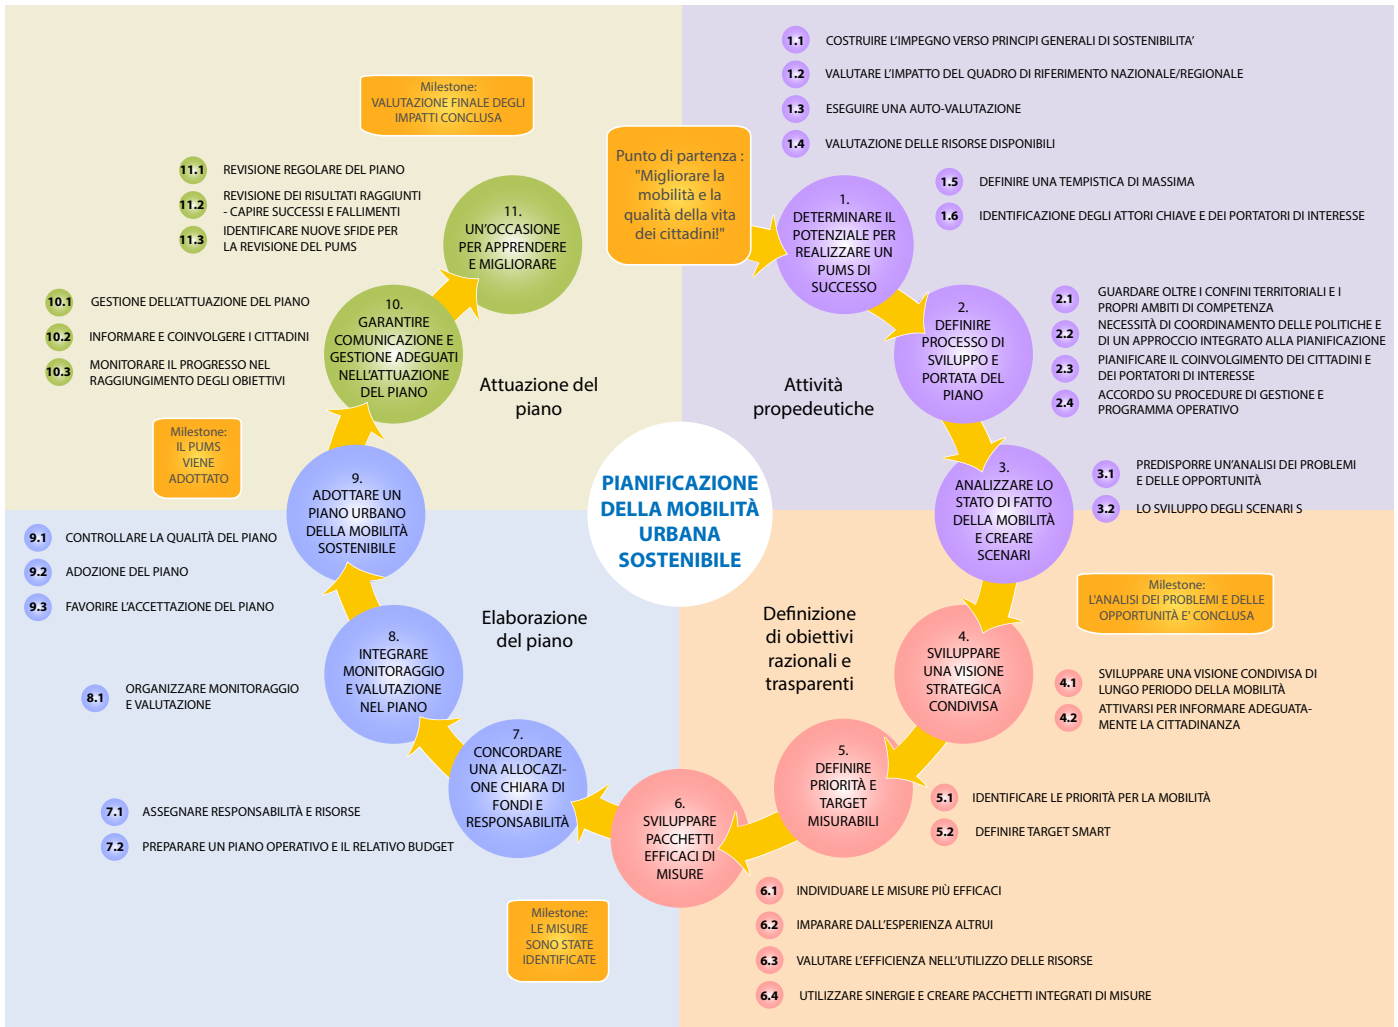 1.1 COSTRUIRE L'IMPEGNO VERSO PRINCIPI GENERALI DI SOSTENIBILITA'
1.2 VALUTARE L'IMPATTO DEL QUADRO DI RIFERIMENTO NAZIONALE/REGIONALE
1.3 ESEGUIRE UNA AUTO-VALUTAZIONE
1.4 VALUTAZIONE DELLE RISORSE DISPONIBILI
1.5 DEFINIRE UNA TEMPISTICA DI MASSIMA
1.6 IDENTIFICAZIONE DEGLI ATTORI CHIAVE E DEI PORTATORI DI INTERESSE
Punto di partenza :
"Migliorare la
mobilità e la
qualità della vita
dei cittadini!"
1.
DETERMINARE IL
POTENZIALE PER
REALIZZARE UN
PUMS DI
SUCCESSO
2.
DEFINIRE
PROCESSO DI
SVILUPPO E
PORTATA DEL
PIANO
2.1 GUARDARE OLTRE I CONFINI TERRITORIALI E I
PROPRI AMBITI DI COMPETENZA
2.2 NECESSITÀ DI COORDINAMENTO DELLE POLITICHE E
DI UN APPROCCIO INTEGRATO ALLA PIANIFICAZIONE
2.3 PIANIFICARE IL COINVOLGIMENTO DEI CITTADINI E
DEI PORTATORI DI INTERESSE
2.4 ACCORDO SU PROCEDURE DI GESTIONE E
PROGRAMMA OPERATIVO
Attività
propedeutiche
3.
ANALIZZARE LO
STATO DI FATTO
DELLA MOBILITÀ
E CREARE
SCENARI
3.1 PREDISPORRE UN'ANALISI DEI PROBLEMI
E DELLE OPPORTUNITÀ
3.2 LO SVILUPPO DEGLI SCENARI S
PIANIFICAZIONE
DELLA MOBILITÀ
URBANA
SOSTENIBILE
Milestone:
L'ANALISI DEI PROBLEMI E DELLE
OPPORTUNITÀ E' CONCLUSA
Definizione
di obiettivi
razionali e
trasparenti
4.
SVILUPPARE
UNA VISIONE
STRATEGICA
CONDIVISA
4.1 SVILUPPARE UNA VISIONE CONDIVISA DI
LUNGO PERIODO DELLA MOBILITÀ
4.2 ATTIVARSI PER INFORMARE ADEGUATA-
MENTE LA CITTADINANZA
5.
DEFINIRE
PRIORITÀ E
TARGET
MISURABILI
5.1 IDENTIFICARE LE PRIORITÀ PER LA MOBILITÀ
5.2 DEFINIRE TARGET SMART
6.
SVILUPPARE
PACCHETTI
EFFICACI DI
MISURE
6.1 INDIVIDUARE LE MISURE PIÙ EFFICACI
6.2 IMPARARE DALL'ESPERIENZA ALTRUI
6.3 VALUTARE L'EFFICIENZA NELL'UTILIZZO DELLE RISORSE
6.4 UTILIZZARE SINERGIE E CREARE PACCHETTI INTEGRATI DI MISURE
Milestone:
LE MISURE
SONO STATE
IDENTIFICATE
7.
CONCORDARE
UNA ALLOCAZI-
ONE CHIARA DI
FONDI E
RESPONSABILITÀ
7.1 ASSEGNARE RESPONSABILITÀ E RISORSE
7.2 PREPARARE UN PIANO OPERATIVO E IL RELATIVO BUDGET
Elaborazione
del piano
8.
INTEGRARE
MONITORAGGIO
E VALUTAZIONE
NEL PIANO
8.1 ORGANIZZARE MONITORAGGIO
E VALUTAZIONE
9.
ADOTTARE UN
PIANO URBANO
DELLA MOBILITÀ
SOSTENIBILE
9.1 CONTROLLARE LA QUALITÀ DEL PIANO
9.2 ADOZIONE DEL PIANO
9.3 FAVORIRE L'ACCETTAZIONE DEL PIANO
Milestone:
IL PUMS
VIENE
ADOTTATO
Attuazione del
piano
10.
GARANTIRE
COMUNICAZIONE E
GESTIONE ADEGUATI
NELL'ATTUAZIONE
DEL PIANO
10.1 GESTIONE DELL'ATTUAZIONE DEL PIANO
10.2 INFORMARE E COINVOLGERE I CITTADINI
10.3 MONITORARE IL PROGRESSO NEL
RAGGIUNGIMENTO DEGLI OBIETTIVI
11.
UN'OCCASIONE
PER APPRENDERE
E MIGLIORARE
11.1 REVISIONE REGOLARE DEL PIANO
11.2 REVISIONE DEI RISULTATI RAGGIUNTI
- CAPIRE SUCCESSI E FALLIMENTI
11.3 IDENTIFICARE NUOVE SFIDE PER
LA REVISIONE DEL PUMS
Milestone:
VALUTAZIONE FINALE DEGLI
IMPATTI CONCLUSA